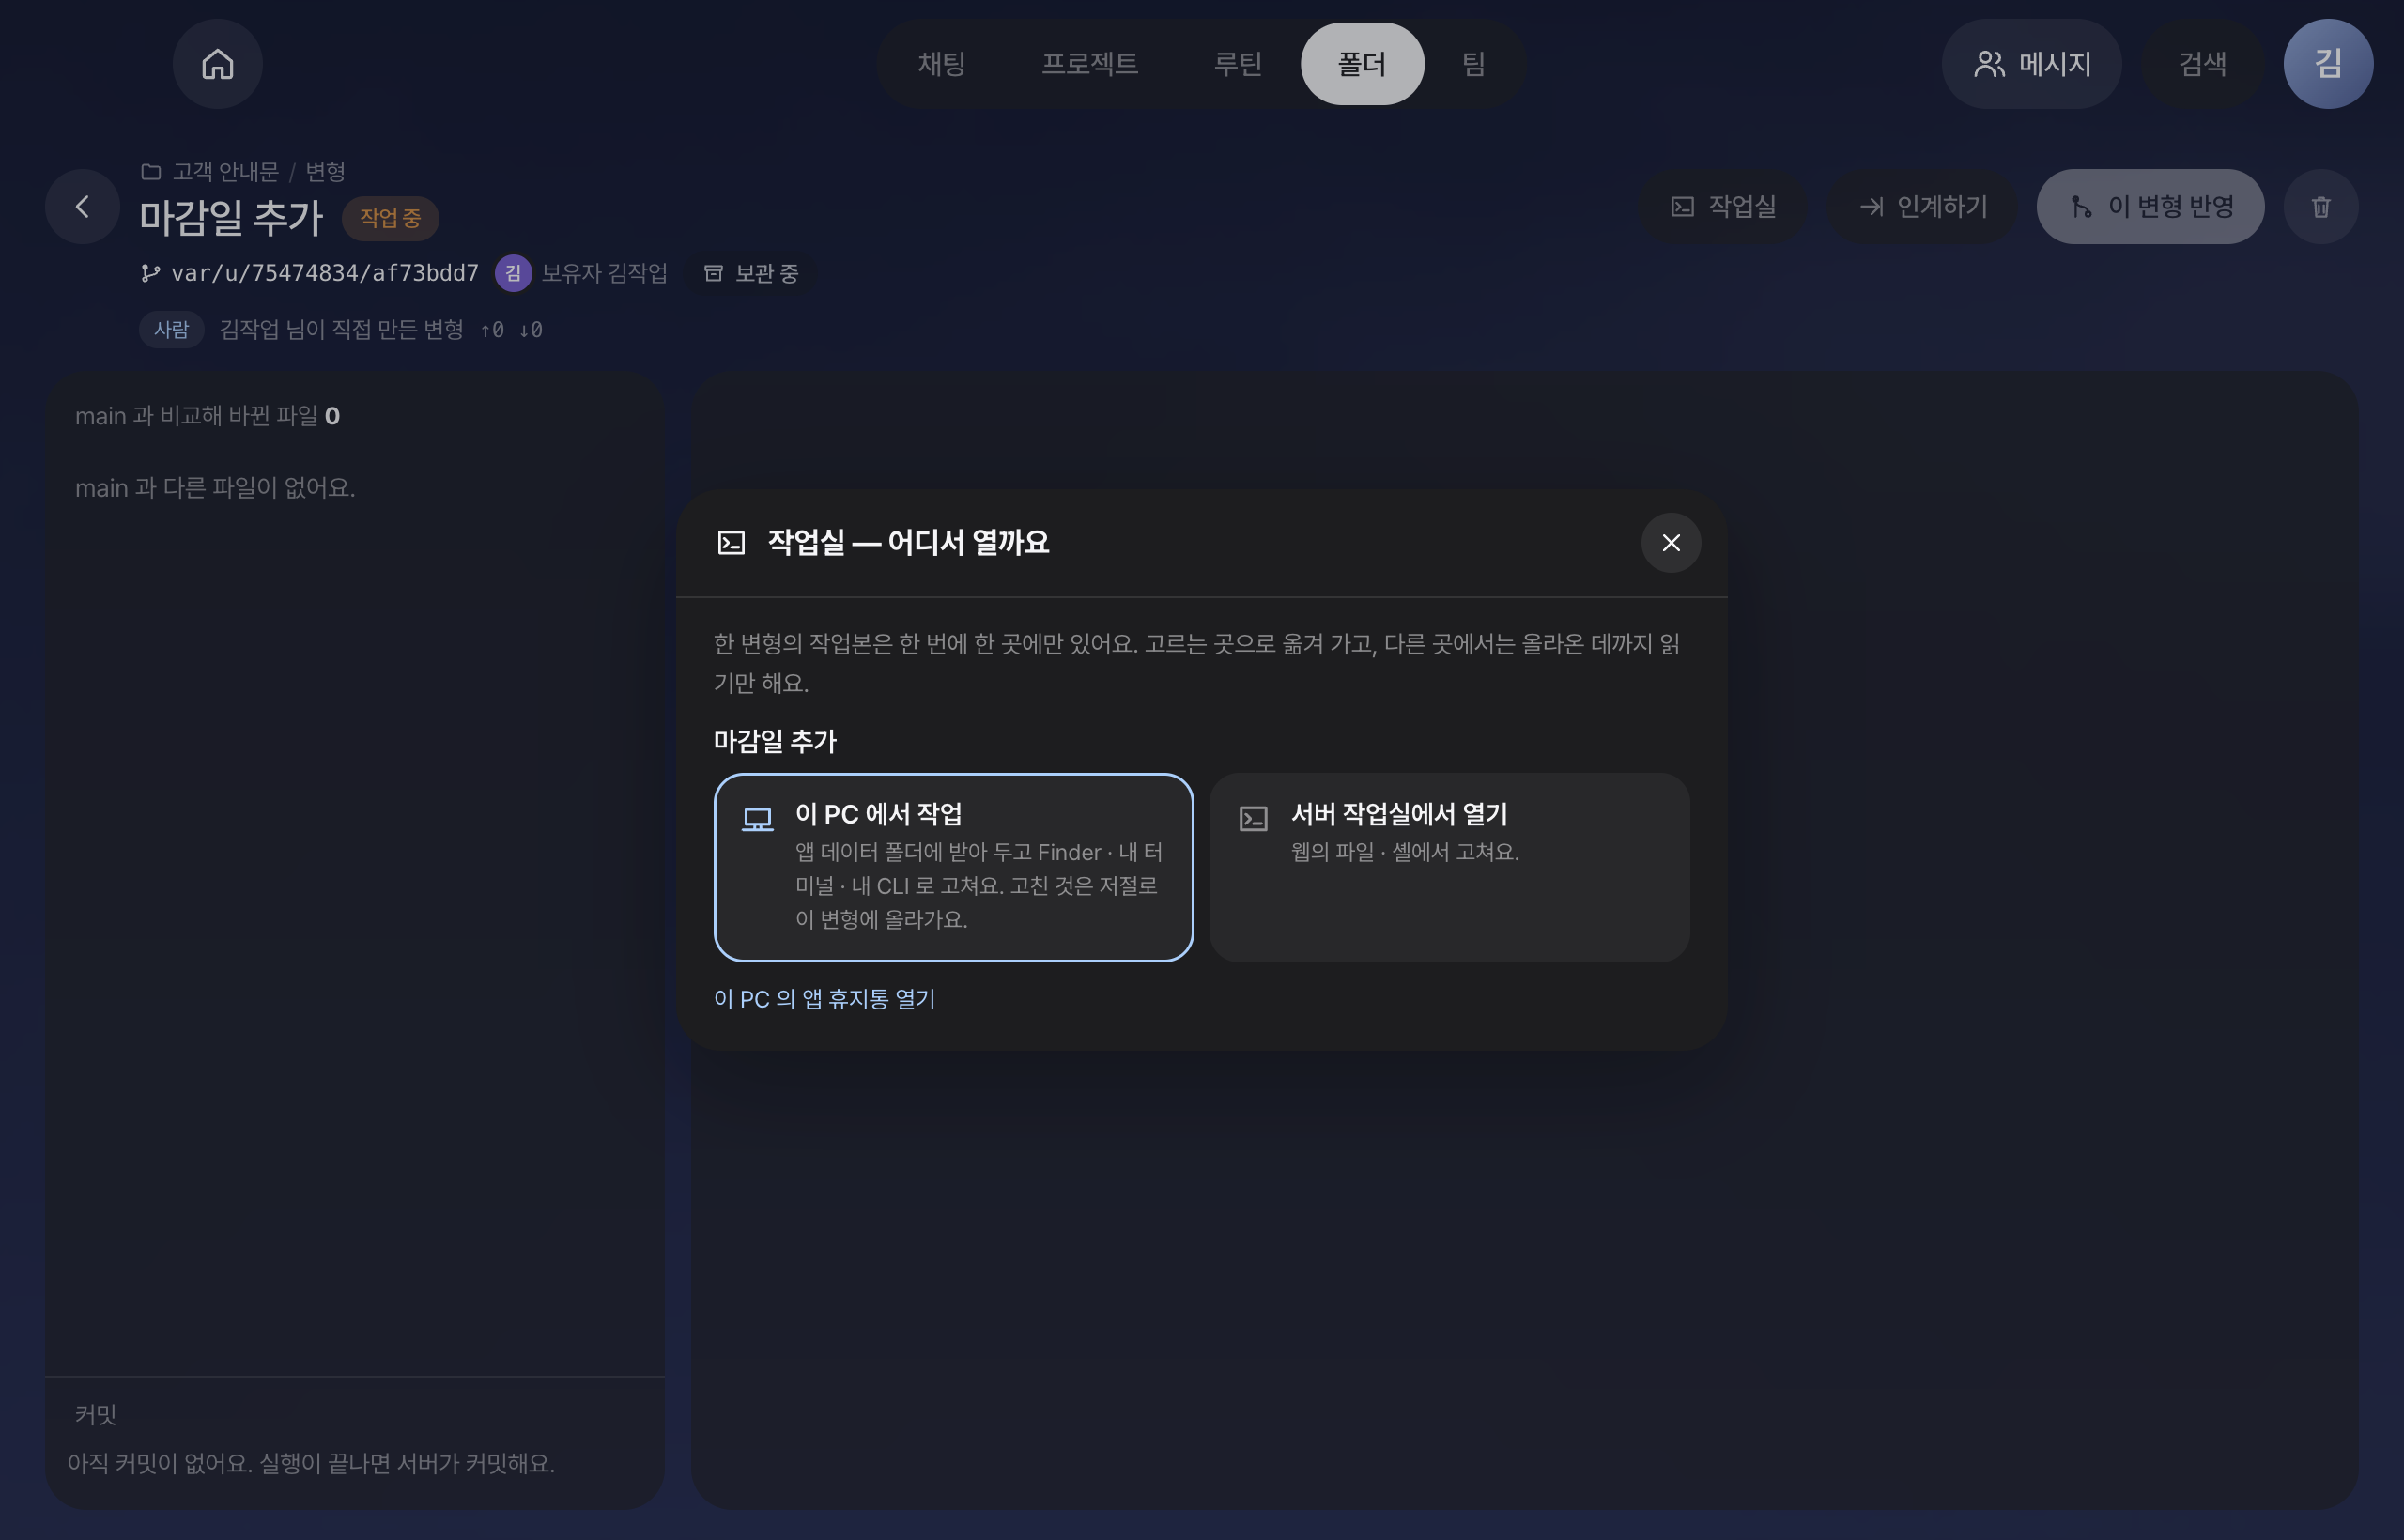 채팅
프로젝트
루틴
폴더
팀
메시지
검색
김
고객 안내문 / 변형
마감일 추가
작업 중
작업실
인계하기
이 변형 반영
var/u/75474834/af73bdd7
김
보유자 김작업
보관 중
사람
김작업 님이 직접 만든 변형 ↑0 ↓0
main 과 비교해 바뀐 파일 0
main 과 다른 파일이 없어요.
작업실 — 어디서 열까요
한 변형의 작업본은 한 번에 한 곳에만 있어요. 고르는 곳으로 옮겨 가고, 다른 곳에서는 올라온 데까지 읽
기만 해요.
마감일 추가
이 PC 에서 작업
앱 데이터 폴더에 받아 두고 Finder · 내 터
미널 · 내 CLI 로 고쳐요. 고친 것은 저절로
이 변형에 올라가요.
서버 작업실에서 열기
웹의 파일 · 셸에서 고쳐요.
이 PC 의 앱 휴지통 열기
커밋
아직 커밋이 없어요. 실행이 끝나면 서버가 커밋해요.